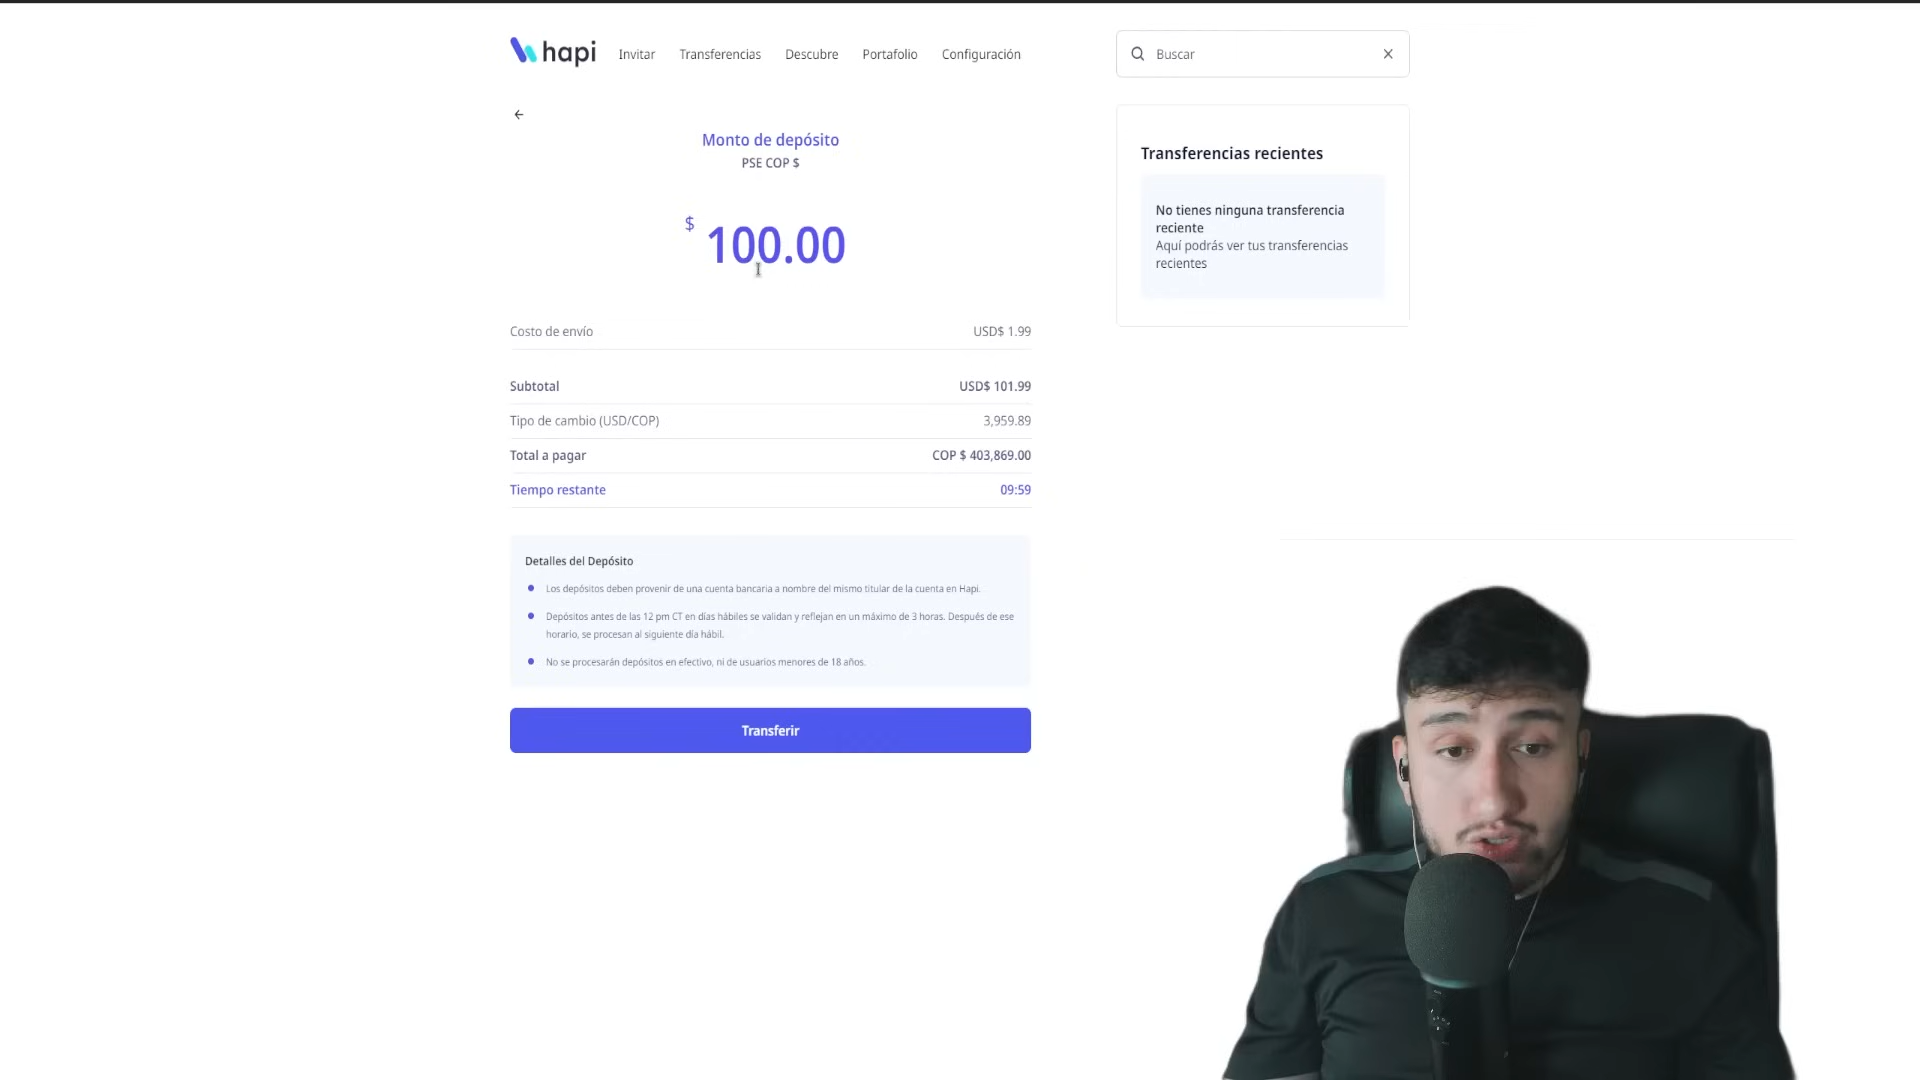 hapi
Invitar
Transferencias
Descubre
Portafolio
Configuración
Buscar
Monto de depósito
PSE COP $
$ 100.00
Costo de envío USD$ 1.99
Subtotal USD$ 101.99
Tipo de cambio (USD/COP) 3,959.89
Total a pagar COP $ 403,869.00
Tiempo restante 09:59
Detalles del Depósito
Los depósitos deben provenir de una cuenta bancaria a nombre del mismo titular de la cuenta en Hapi.
Depósitos antes de las 12 pm CT en días hábiles se validan y reflejan en un máximo de 3 horas. Después de ese
horario, se procesan al siguiente día hábil.
No se procesarán depósitos en efectivo, ni de usuarios menores de 18 años.
Transferir
Transferencias recientes
No tienes ninguna transferencia
reciente
Aquí podrás ver tus transferencias
recientes